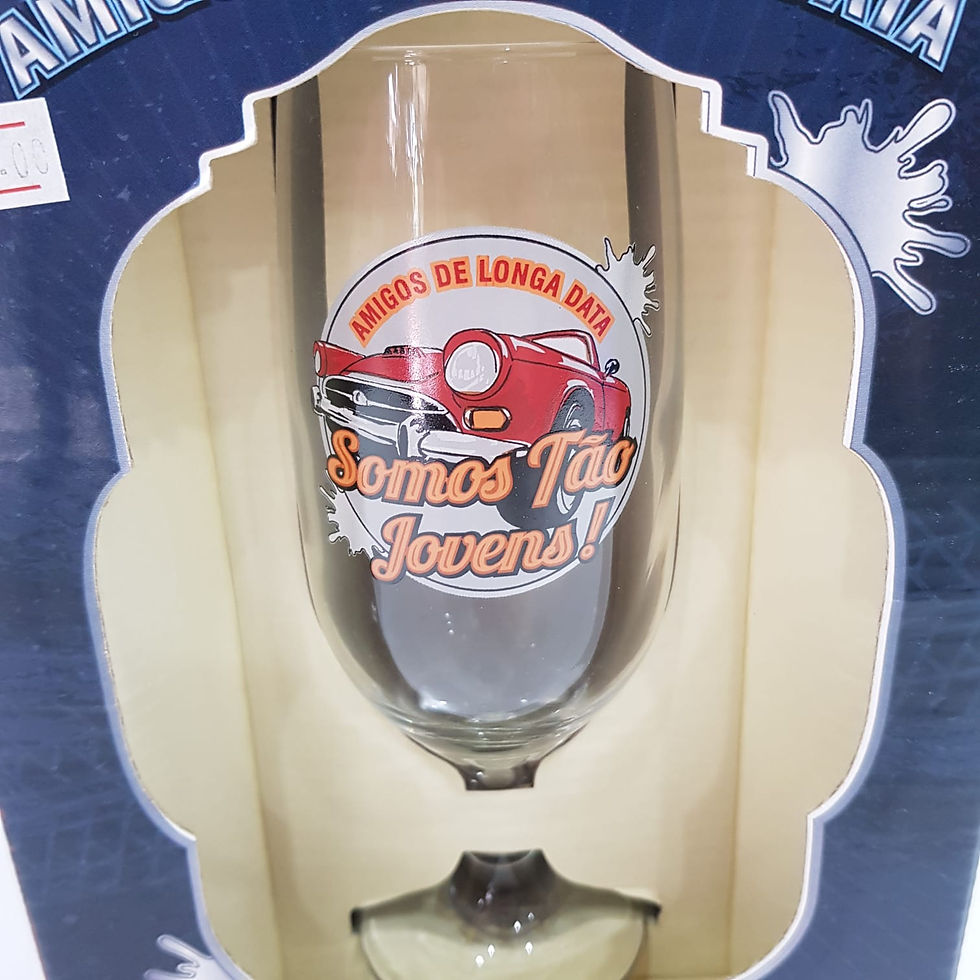 AMIGOS DE LONGA DATA
Somos Tão
Jovens!